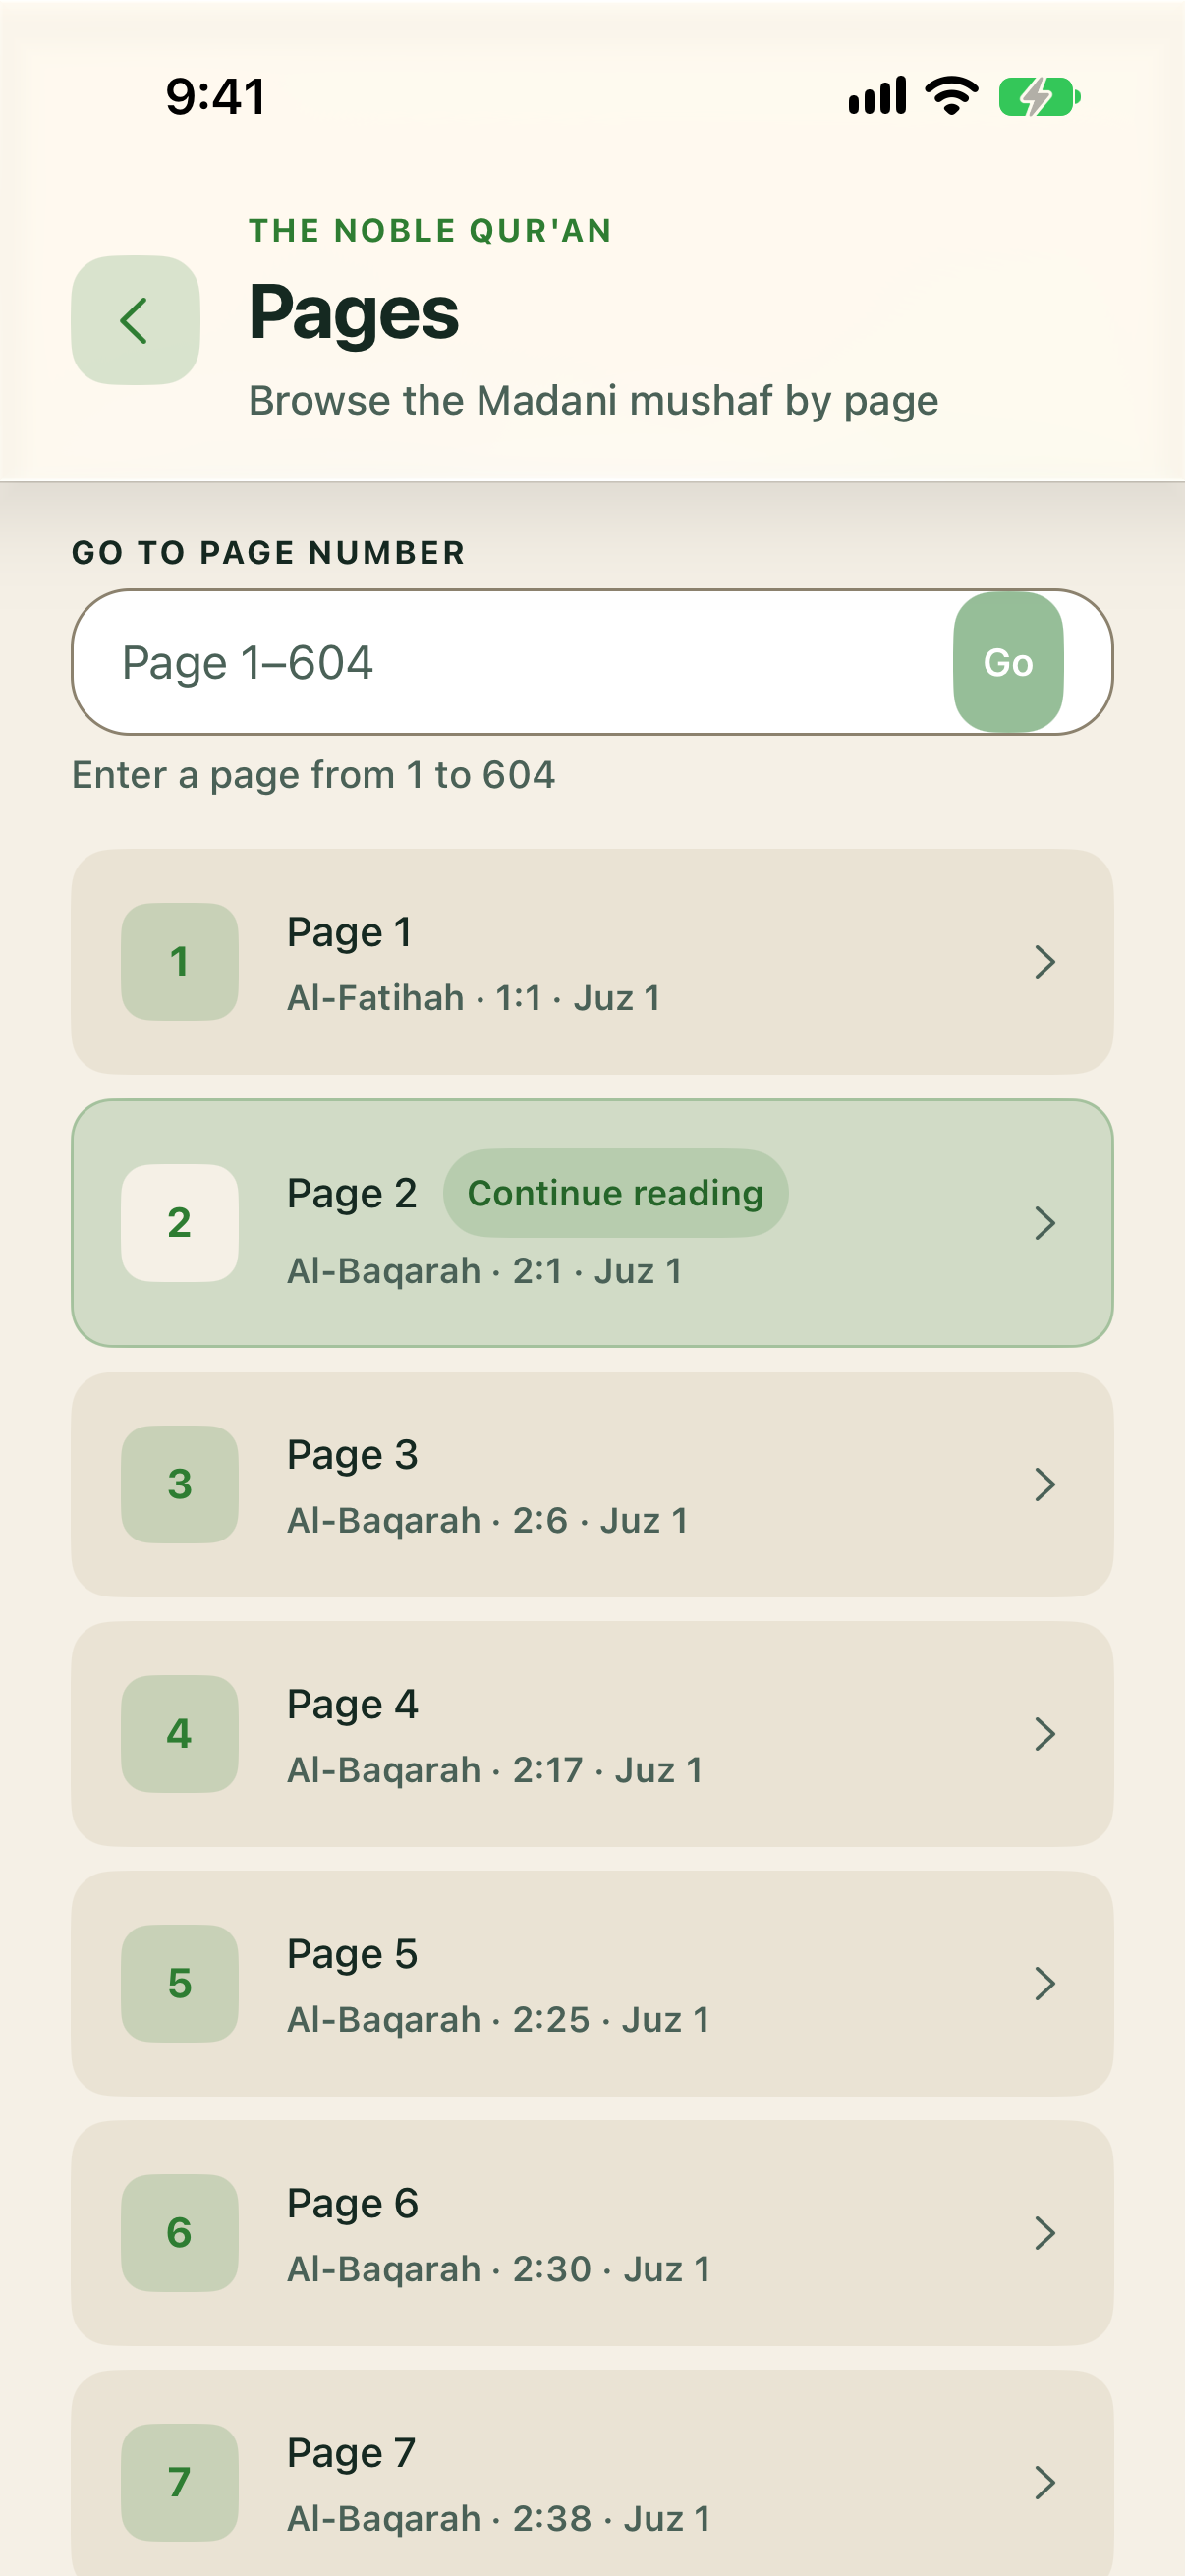 9:41
THE NOBLE QUR'AN
Pages
Browse the Madani mushaf by page
GO TO PAGE NUMBER
Page 1–604
Go
Enter a page from 1 to 604
1
Page 1
Al-Fatihah · 1:1 · Juz 1
2
Page 2 Continue reading
Al-Baqarah · 2:1 · Juz 1
3
Page 3
Al-Baqarah · 2:6 · Juz 1
4
Page 4
Al-Baqarah · 2:17 · Juz 1
5
Page 5
Al-Baqarah · 2:25 · Juz 1
6
Page 6
Al-Baqarah · 2:30 · Juz 1
7
Page 7
Al-Baqarah · 2:38 · Juz 1